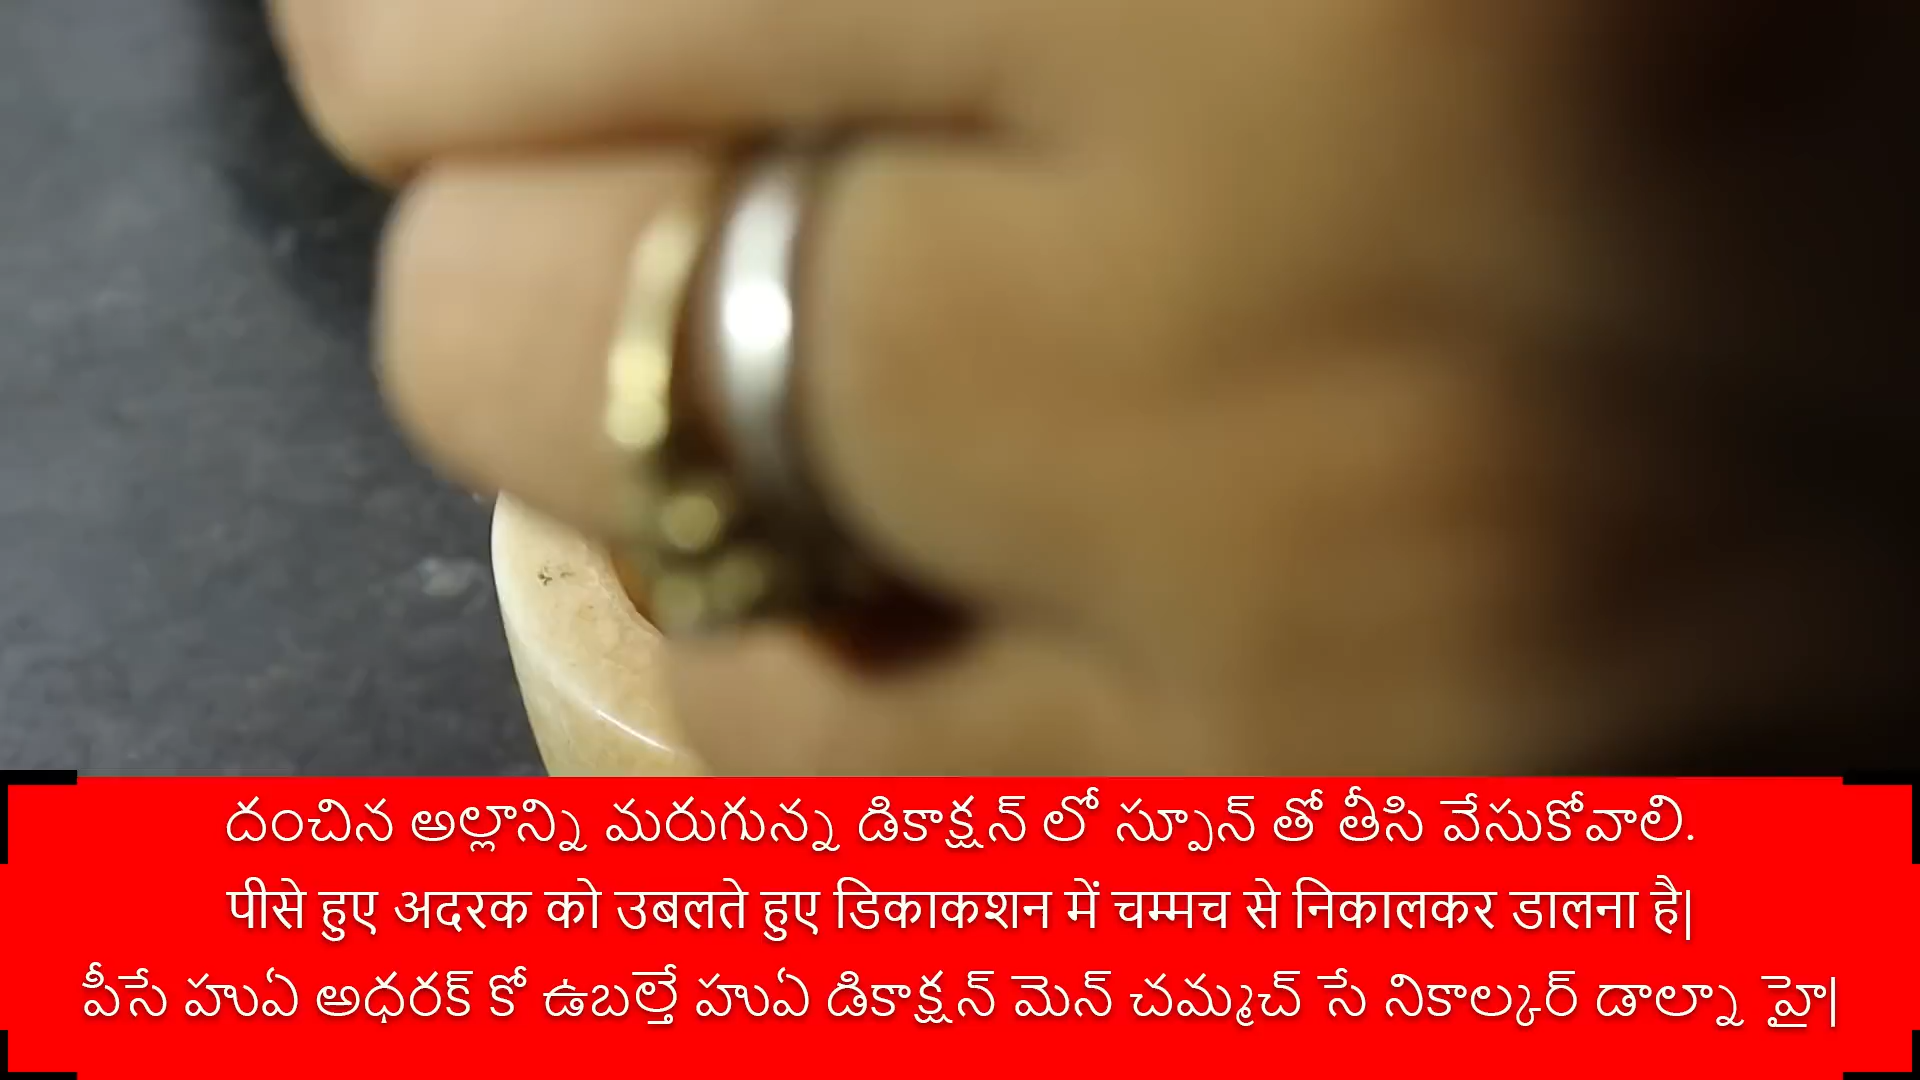 దంచిన అల్లాన్ని మరుగున్న డికాక్షన్ లో స్పూన్ తో తీసి వేసుకోవాలి.
पीसे हुए अदरक को उबलते हुए डिकाकशन में चम्मच से निकालकर डालना है|
పీసే హుఏ అధరక్ కో ఉబల్తే హుఏ డికాక్షన్ మెన్ చమ్మచ్ సే నికాల్కర్ డాల్నా హై|